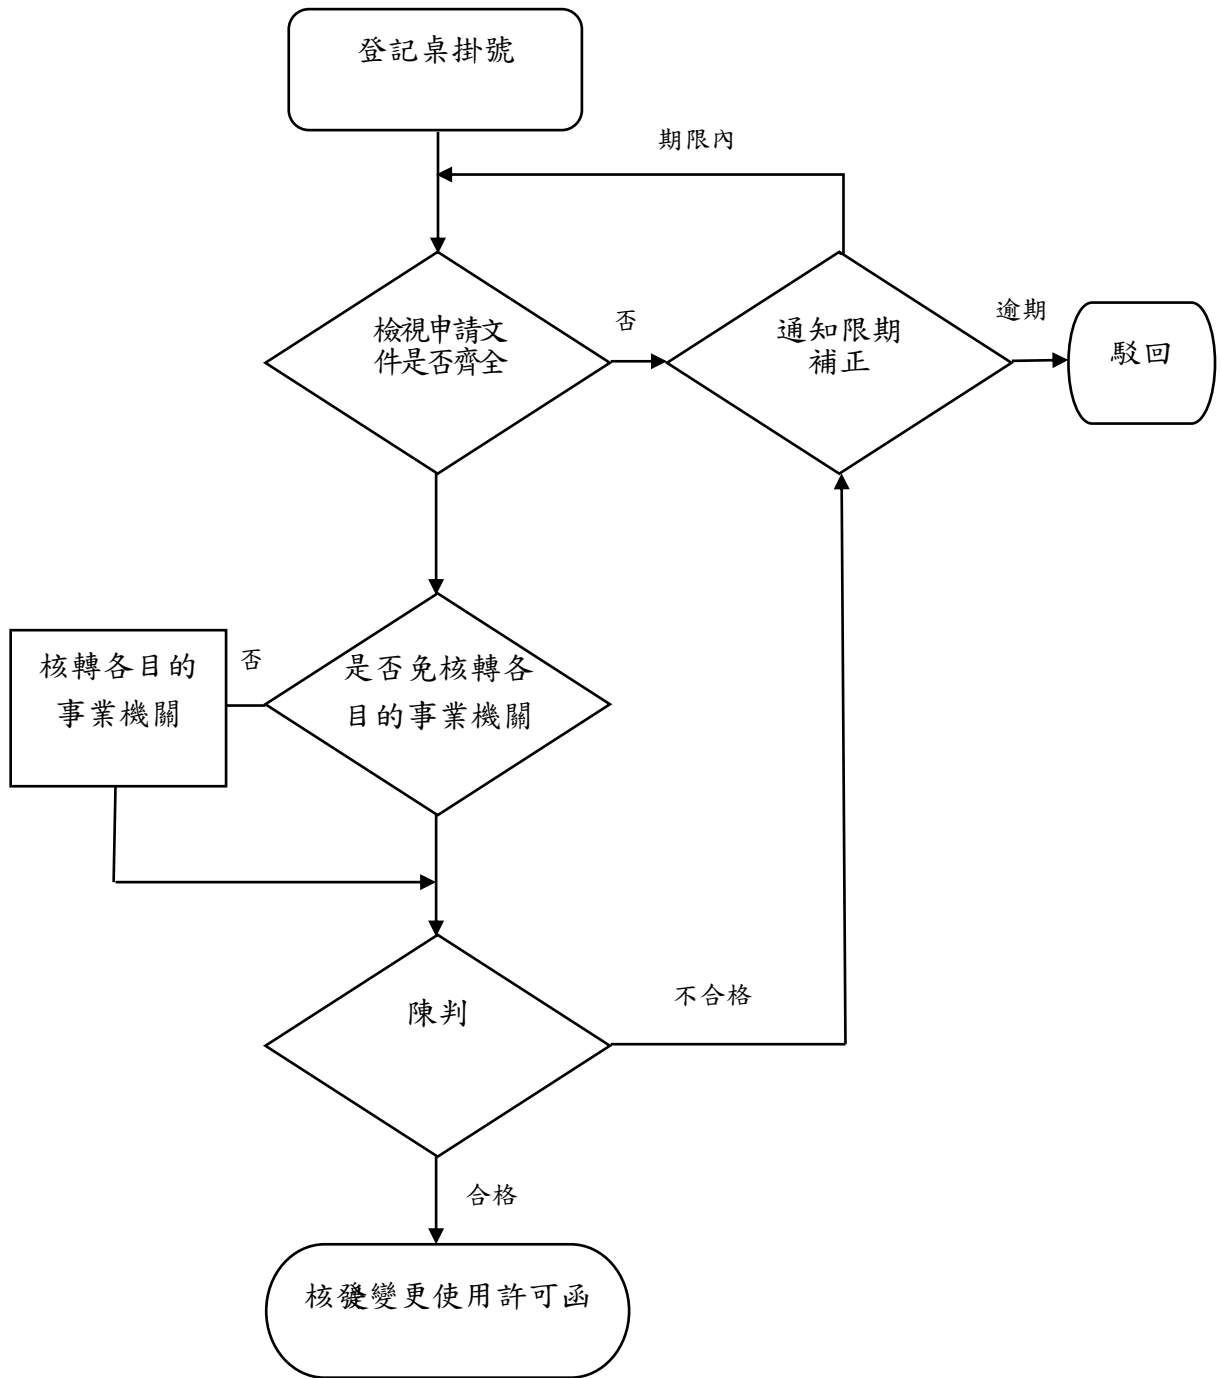 登記桌掛號
期限內
檢視申請文
件是否齊全
否
通知限期
補正
逾期
駁回
核轉各目的
事業機關
否
是否免核轉各
目的事業機關
陳判
不合格
合格
核發變更使用許可函